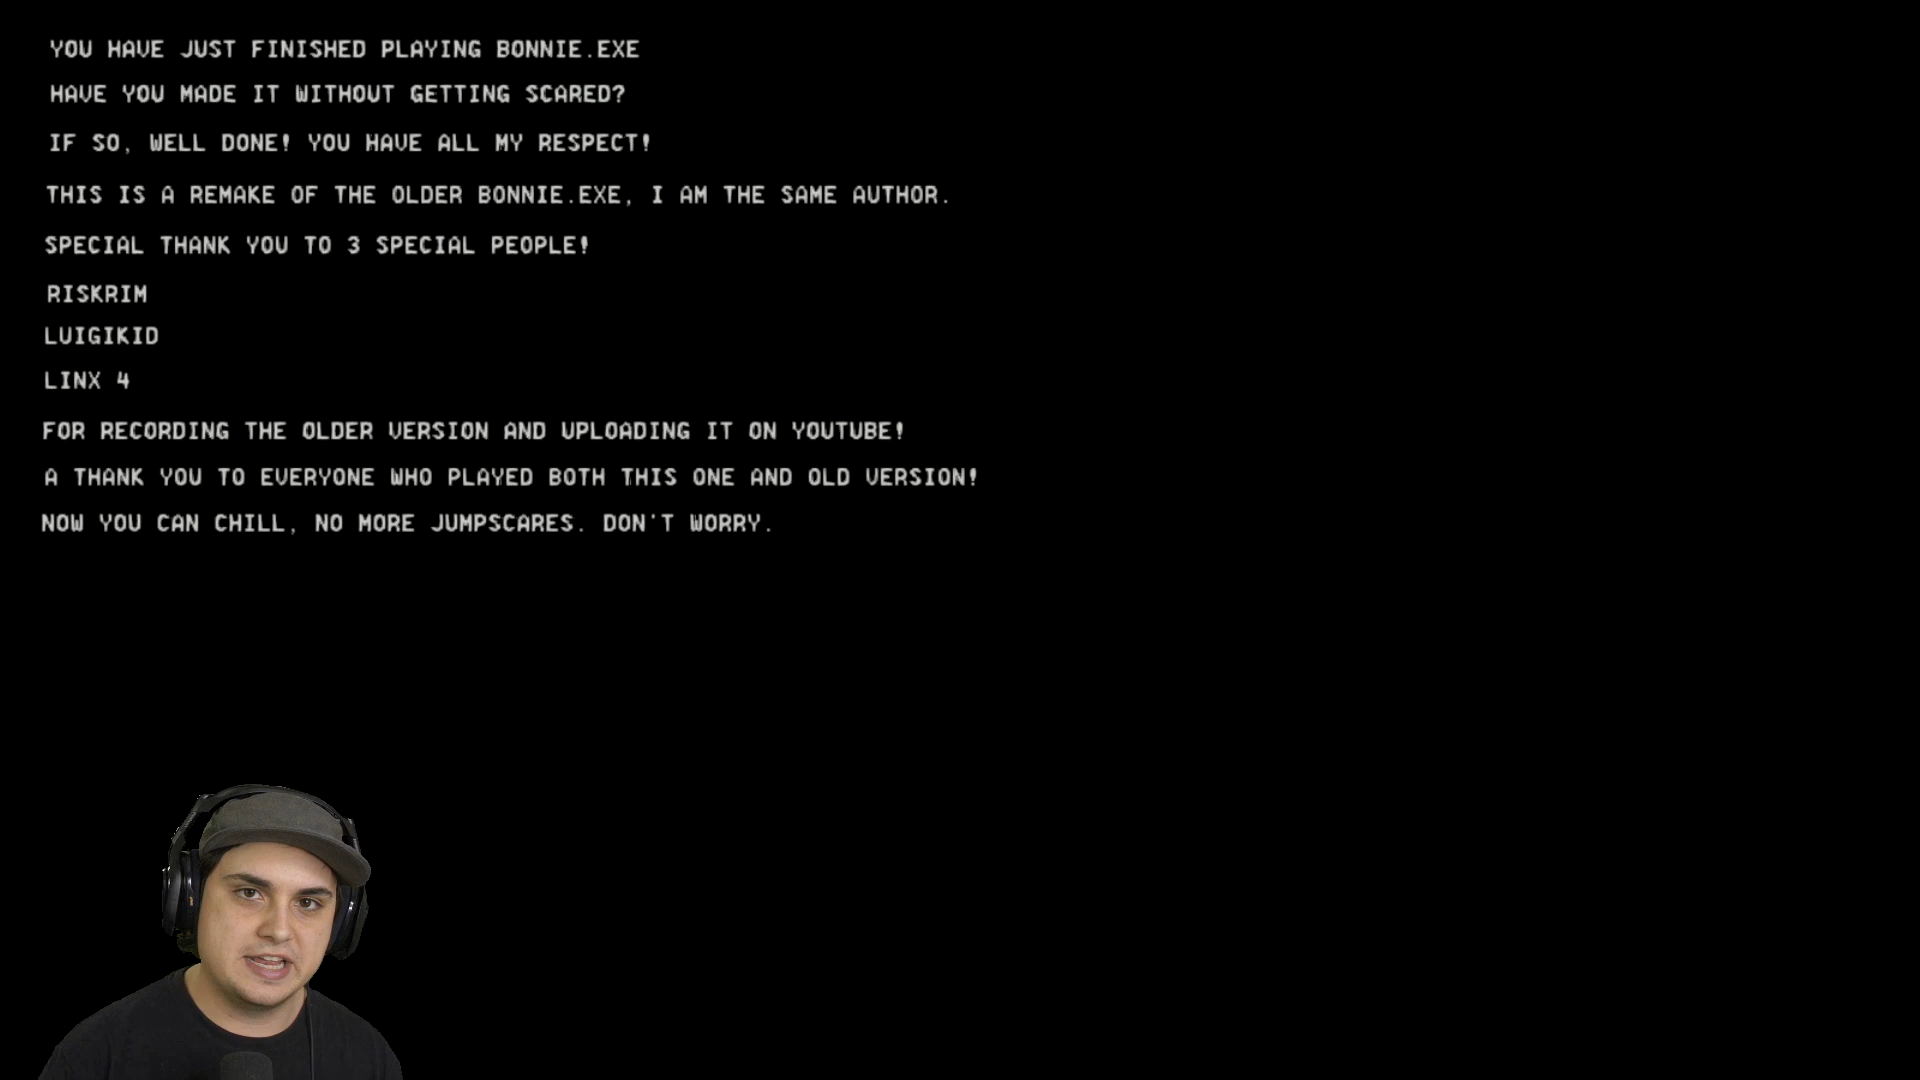 YOU HAVE JUST FINISHED PLAYING BONNIE.EXE
HAVE YOU MADE IT WITHOUT GETTING SCARED?
IF SO, WELL DONE! YOU HAVE ALL MY RESPECT!
THIS IS A REMAKE OF THE OLDER BONNIE.EXE, I AM THE SAME AUTHOR.
SPECIAL THANK YOU TO 3 SPECIAL PEOPLE!
RISKRIM
LUIGIKID
LINX 4
FOR RECORDING THE OLDER VERSION AND UPLOADING IT ON YOUTUBE!
A THANK YOU TO EVERYONE WHO PLAYED BOTH THIS ONE AND OLD VERSION!
NOW YOU CAN CHILL, NO MORE JUMPSCARES. DON'T WORRY.